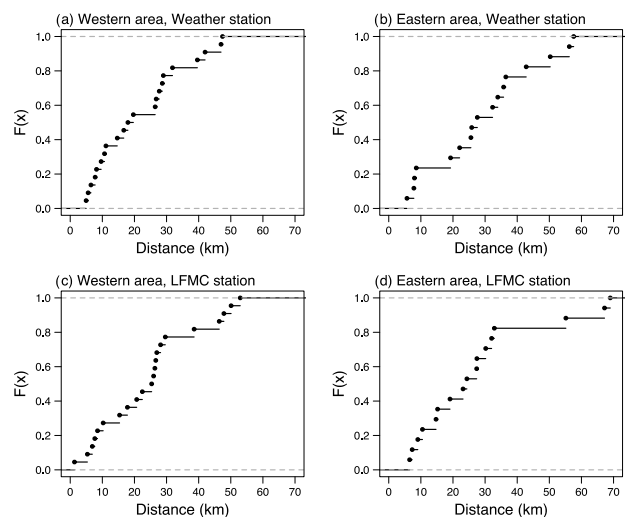 (a) Western area, Weather station
F(x)
1.0
0.8
0.6
0.4
0.2
0.0
0 10 20 30 40 50 60 70
Distance (km)
(b) Eastern area, Weather station
F(x)
1.0
0.8
0.6
0.4
0.2
0.0
0 10 20 30 40 50 60 70
Distance (km)
(c) Western area, LFMC station
F(x)
1.0
0.8
0.6
0.4
0.2
0.0
0 10 20 30 40 50 60 70
Distance (km)
(d) Eastern area, LFMC station
F(x)
1.0
0.8
0.6
0.4
0.2
0.0
0 10 20 30 40 50 60 70
Distance (km)